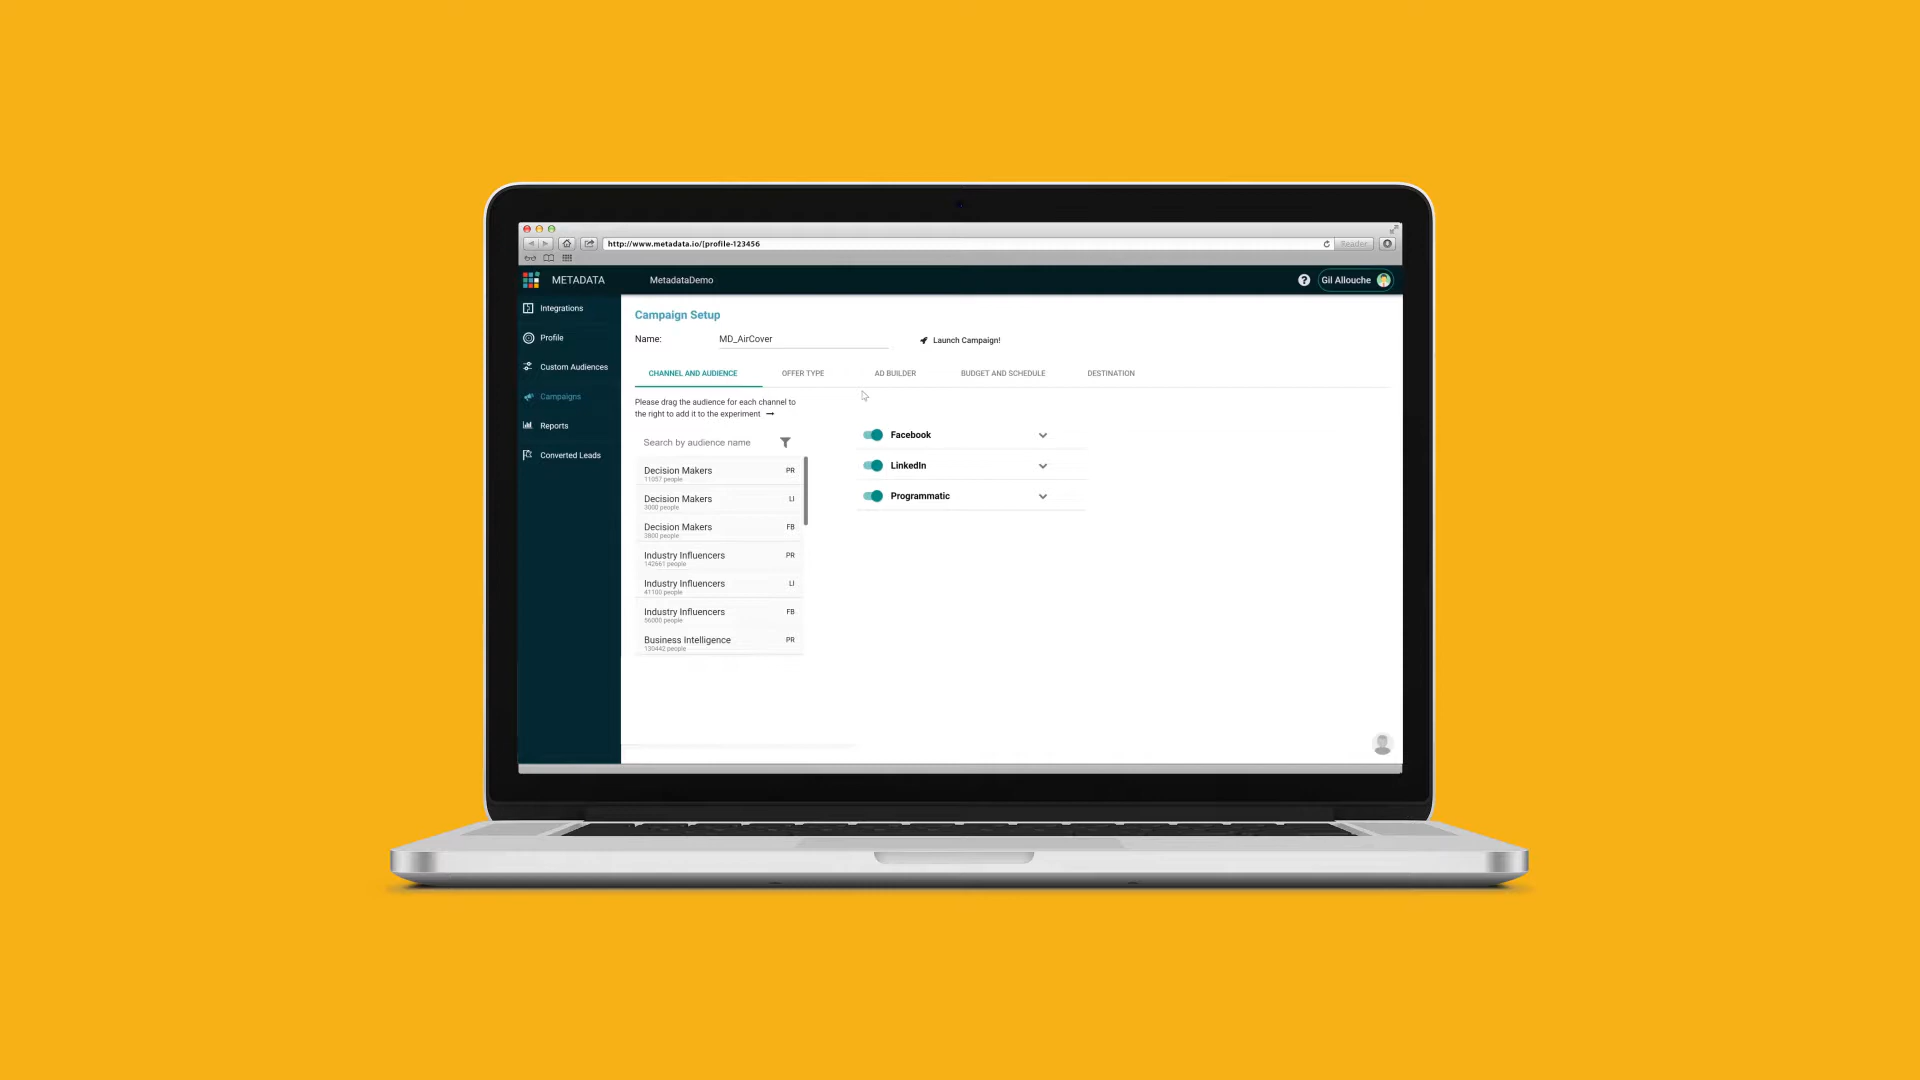 http://www.metadata.io/[profile-123456
Reader
METADATA
MetadataDemo
?
Gil Allouche
Integrations
Profile
Custom Audiences
Campaigns
Reports
Converted Leads
Campaign Setup
Name:
MD_AirCover
Launch Campaign!
CHANNEL AND AUDIENCE
OFFER TYPE
AD BUILDER
BUDGET AND SCHEDULE
DESTINATION
Please drag the audience for each channel to
the right to add it to the experiment →
Search by audience name
Decision Makers PR
11057 people
Decision Makers LI
3000 people
Decision Makers FB
3800 people
Industry Influencers PR
142661 people
Industry Influencers LI
41100 people
Industry Influencers FB
56000 people
Business Intelligence PR
130442 people
Facebook
LinkedIn
Programmatic